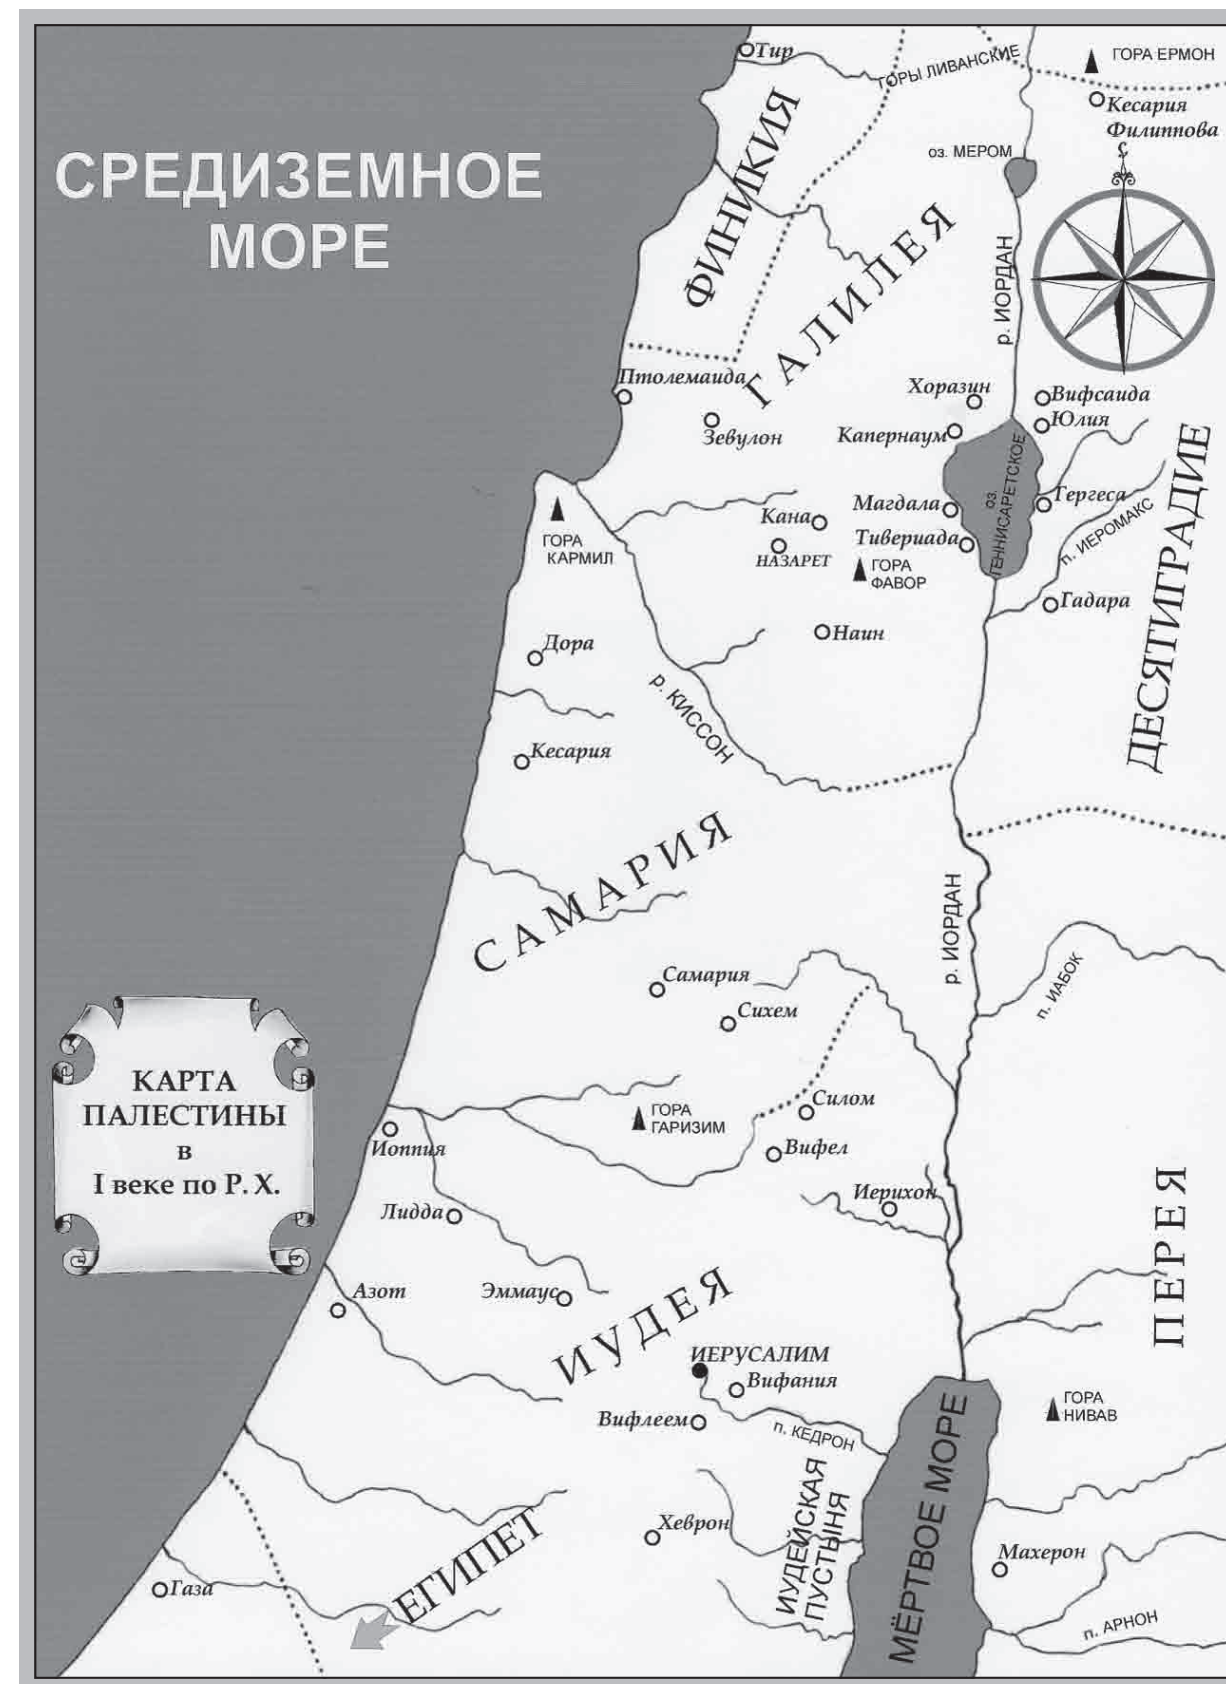 Тир
ГОРЫ ЛИВАНСКИЕ
ГОРА ЕРМОН
Кесария
Филиппова
С
СРЕДИЗЕМНОЕ
МОРЕ
ФИНИКИЯ
оз. МЕРОМ
ГАЛИЛЕЯ
р. ИОРДАН
Птолемаида
Зевулон
Хоразин
Капернаум
Вифсаида
Юлия
оз.
ГЕННИСАРЕТСКОЕ
Магдала
Тивериада
Гергеса
п. ИЕРОМАКС
Гадара
ДЕСЯТИГРАДИЕ
ГОРА
КАРМИЛ
Кана
НАЗАРЕТ
ГОРА
ФАВОР
Наин
Дора
р. КИССОН
Кесария
САМАРИЯ
р. ИОРДАН
п. ИАБОК
Самария
Сихем
КАРТА
ПАЛЕСТИНЫ
в
I веке по Р. Х.
ГОРА
ГАРИЗИМ
Силом
Вифел
Иоппия
Лидда
Иерихон
ПЕРЕЯ
Азот
Эммаус
ИУДЕЯ
ИЕРУСАЛИМ
Вифания
Вифлеем
п. КЕДРОН
ГОРА
НИВАВ
МЁРТВОЕ МОРЕ
ИУДЕЙСКАЯ
ПУСТЫНЯ
Хеврон
Махерон
ЕГИПЕТ
Газа
п. АРНОН